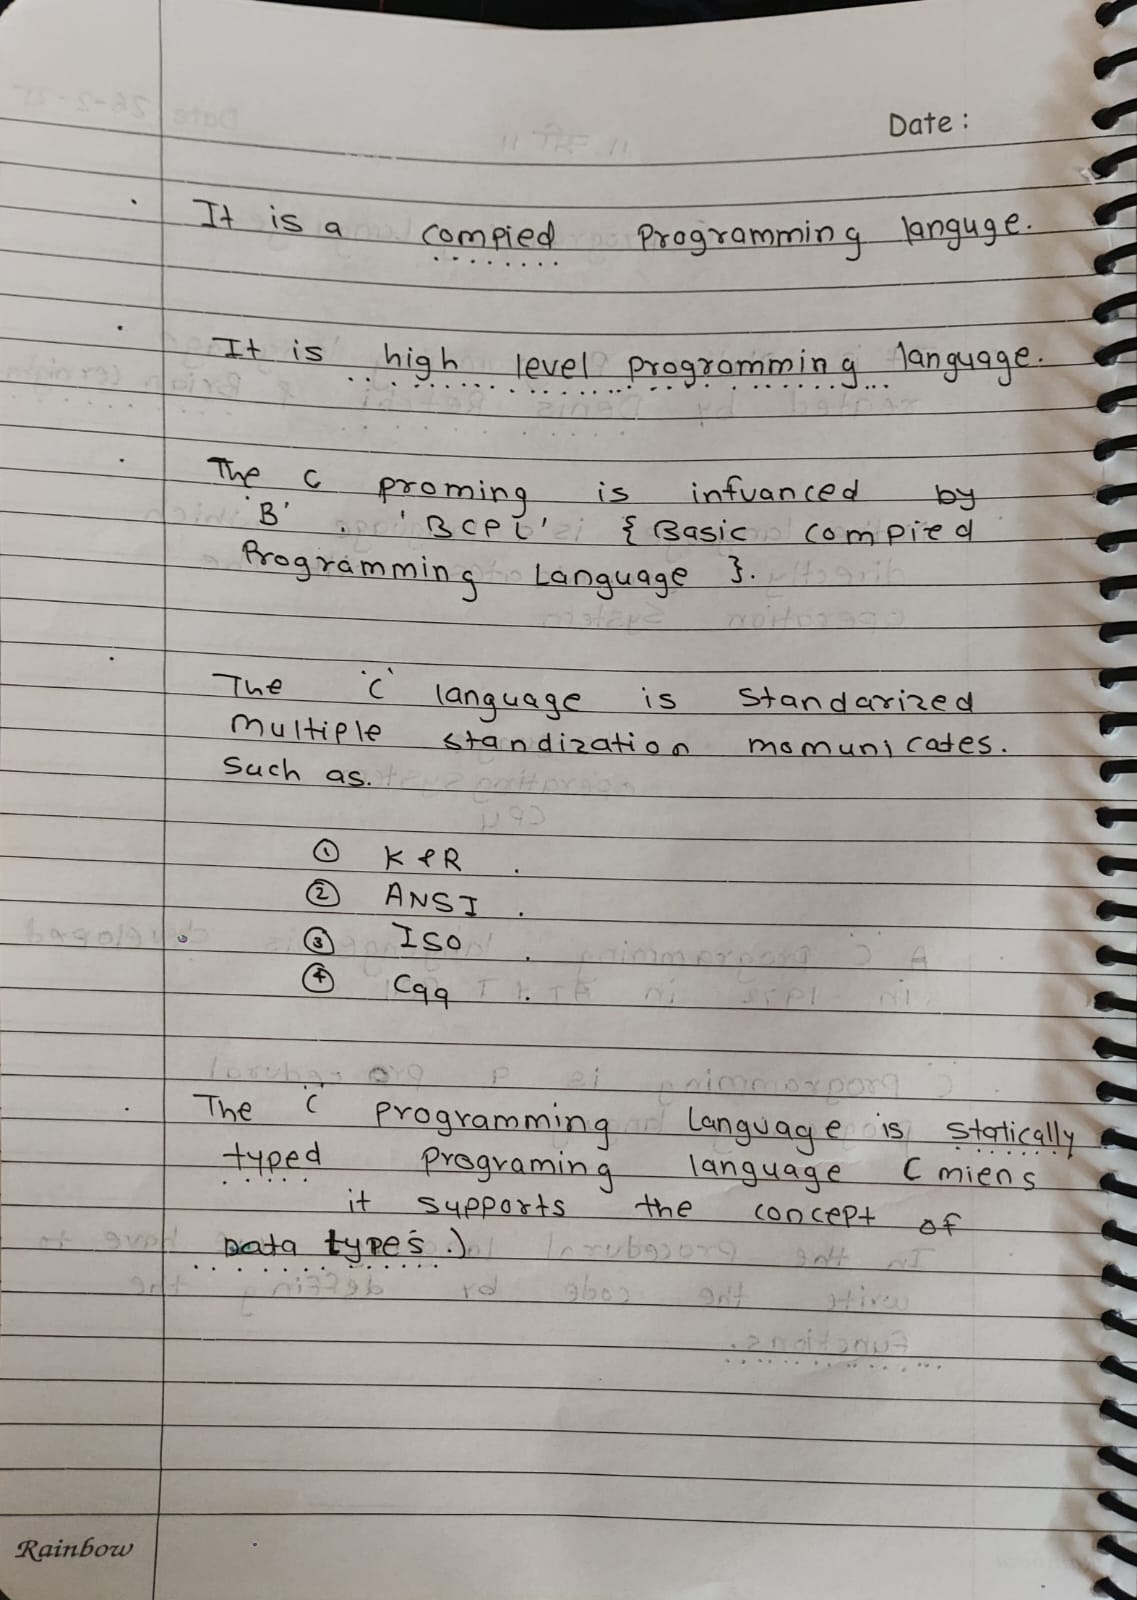 Date :
It is a compied Programming languge.
It is high level programming language.
The C proming is infuanced by
'B' . 'BCPL' { Basic compied
Programming Language }.
The 'C' language is Standarized
multiple standization momunicates.
Such as.
① K & R .
② ANSI .
③ ISO .
④ C99 .
The 'C' programming Language is statically
typed programing language ( miens
it supports the concept of
Data types .)
Rainbow